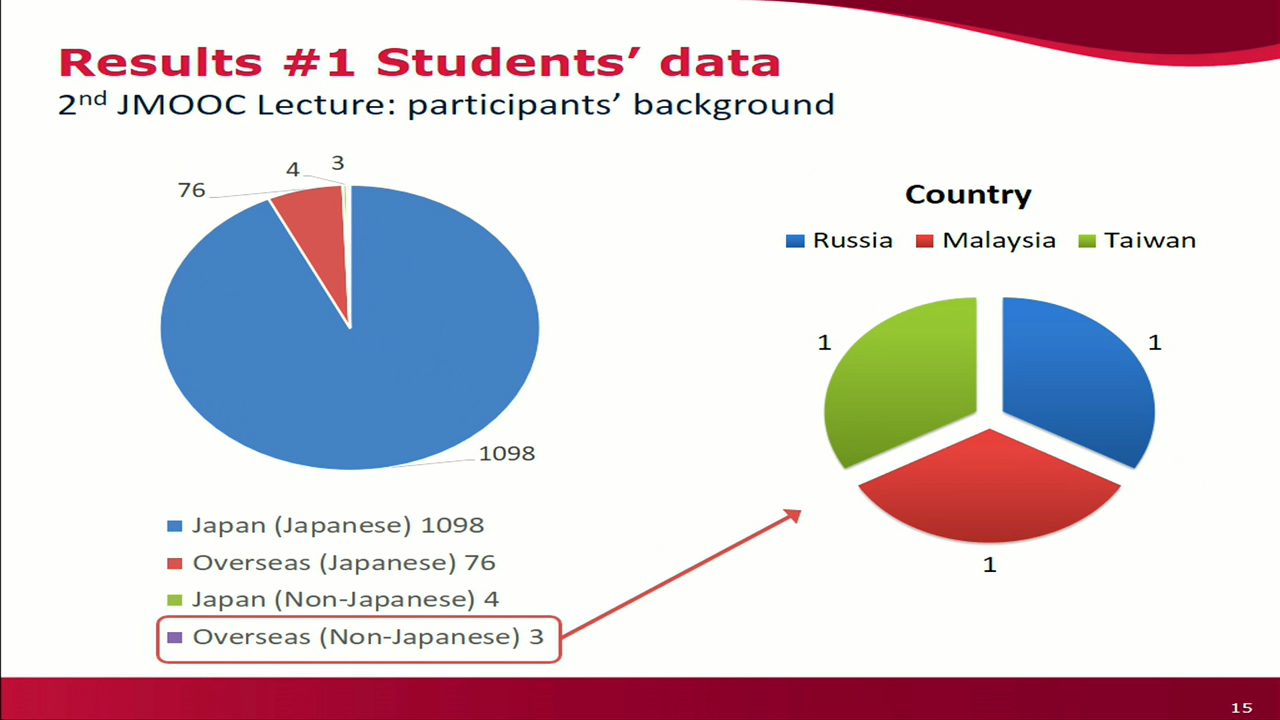 Results #1 Students’ data
2nd JMOOC Lecture: participants’ background
76
4
3
1098
Japan (Japanese) 1098
Overseas (Japanese) 76
Japan (Non-Japanese) 4
Overseas (Non-Japanese) 3
Country
Russia Malaysia Taiwan
1
1
1
15